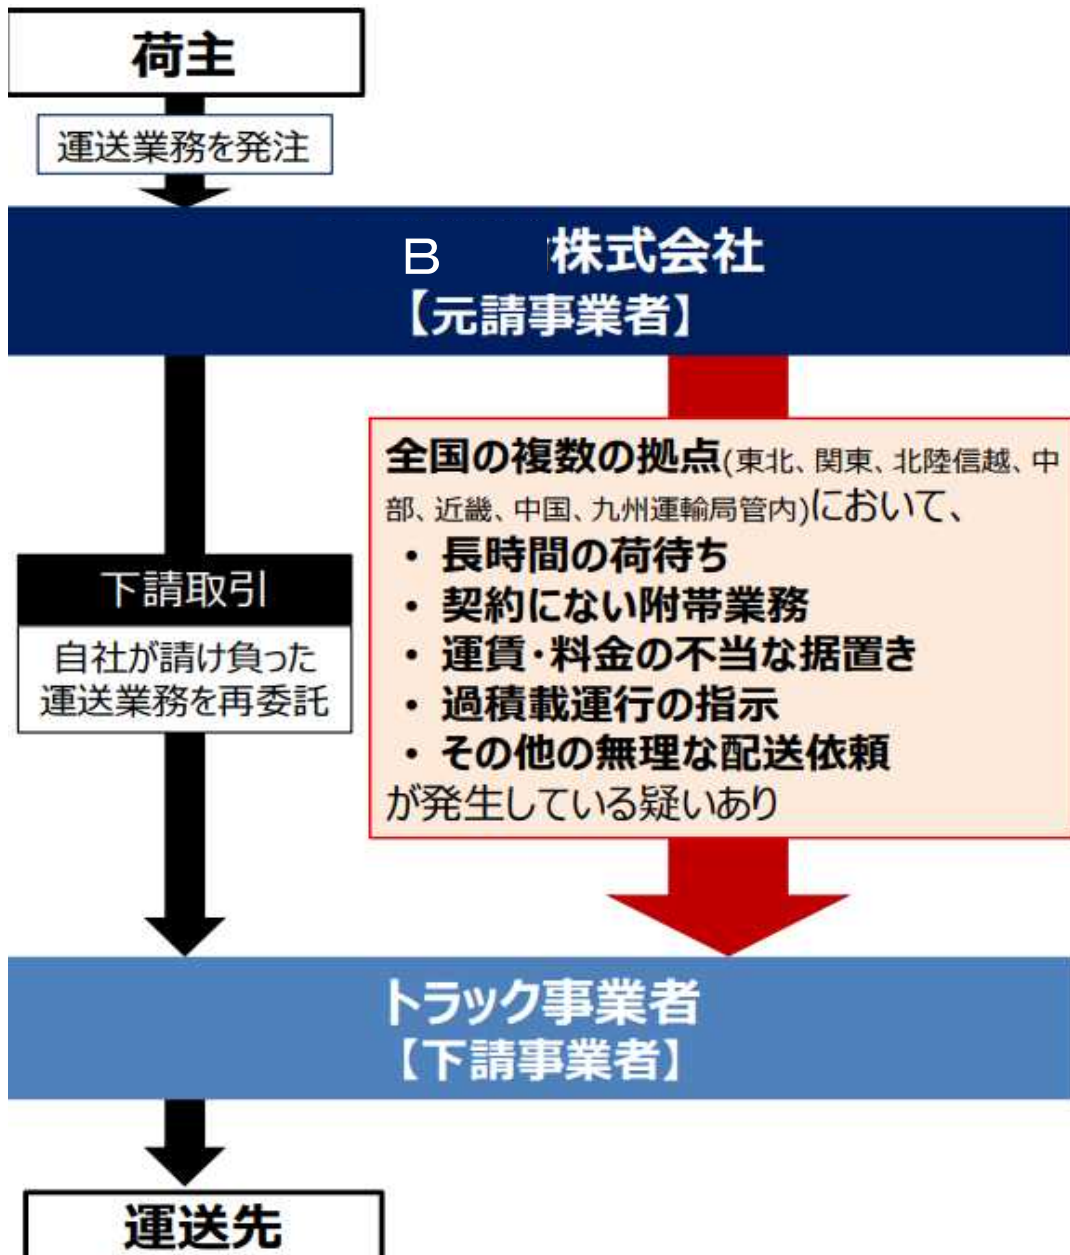 荷主
運送業務を発注
B 株式会社
【元請事業者】
全国の複数の拠点(東北、関東、北陸信越、中
部、近畿、中国、九州運輸局管内)において、
・ 長時間の荷待ち
・ 契約にない附帯業務
・ 運賃・料金の不当な据置き
・ 過積載運行の指示
・ その他の無理な配送依頼
が発生している疑いあり
下請取引
自社が請け負った
運送業務を再委託
トラック事業者
【下請事業者】
運送先